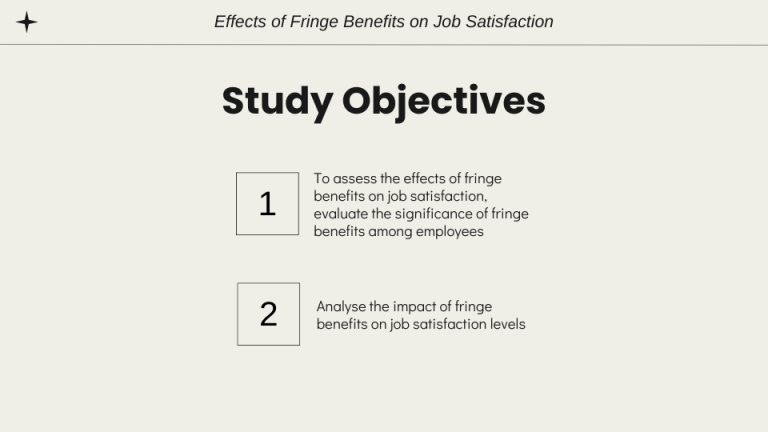 Effects of Fringe Benefits on Job Satisfaction
Study Objectives
1
To assess the effects of fringe
benefits on job satisfaction,
evaluate the significance of fringe
benefits among employees
2
Analyse the impact of fringe
benefits on job satisfaction levels